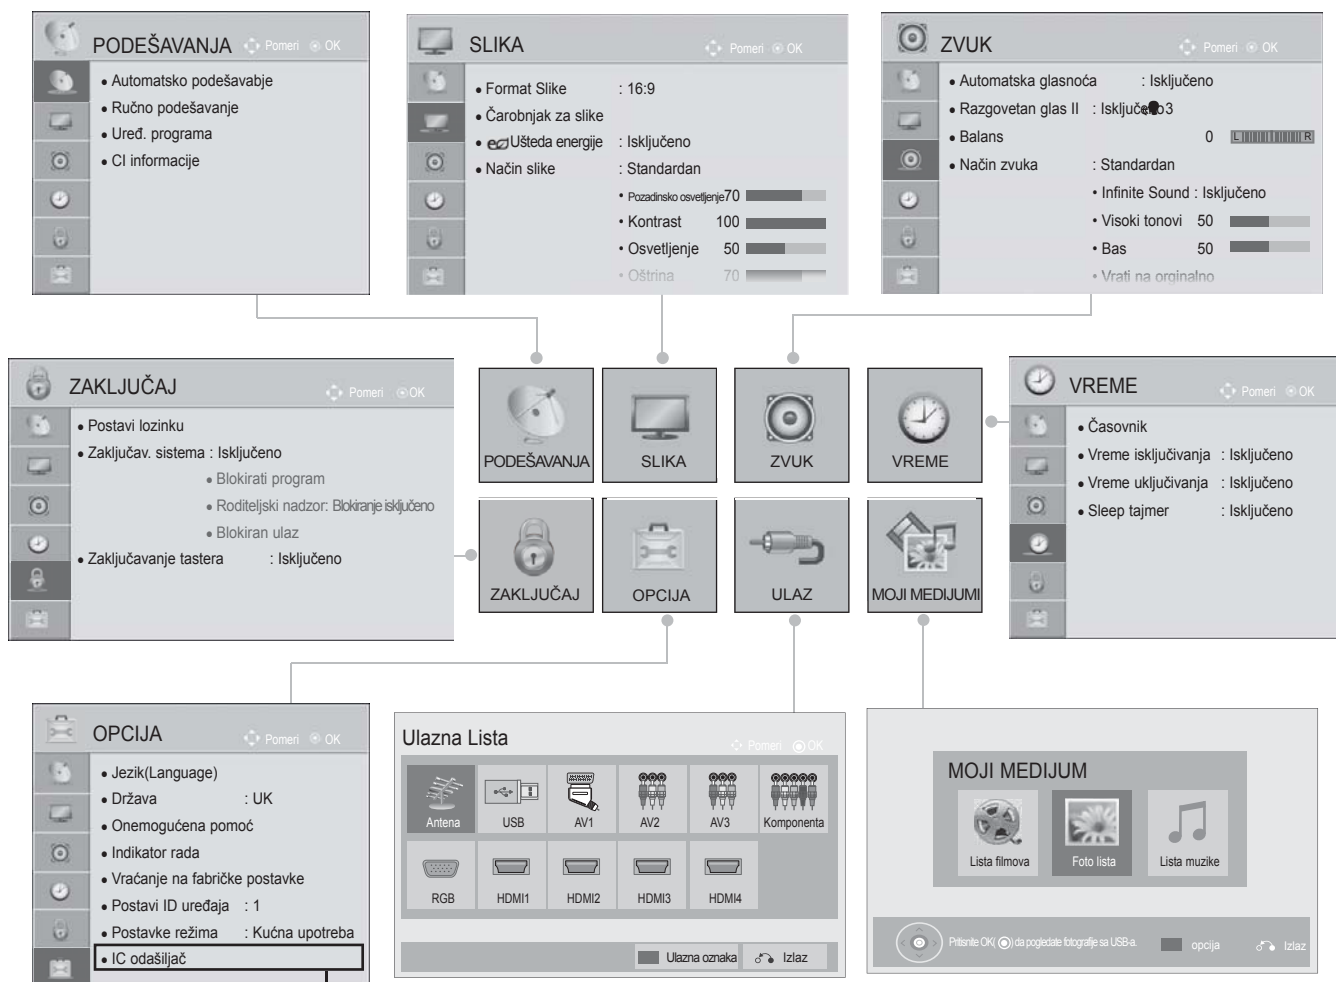 PODEŠAVANJA Pomeri OK
• Automatsko podešavabje
• Ručno podešavanje
• Uređ. programa
• CI informacije
SLIKA Pomeri OK
• Format Slike : 16:9
• Čarobnjak za slike
• Ušteda energije : Isključeno
• Način slike : Standardan
• Pozadinsko osvetljenje 70
• Kontrast 100
• Osvetljenje 50
• Oštrina 70
ZVUK Pomeri OK
• Automatska glasnoća : Isključeno
• Razgovetan glas II : Isključeno 3
• Balans 0 L R
• Način zvuka : Standardan
• Infinite Sound : Isključeno
• Visoki tonovi 50
• Bas 50
• Vrati na orginalno
ZAKLJUČAJ Pomeri OK
• Postavi lozinku
• Zaključav. sistema : Isključeno
• Blokirati program
• Roditeljski nadzor: Blokiranje isključeno
• Blokiran ulaz
• Zaključavanje tastera : Isključeno
PODEŠAVANJA
SLIKA
ZVUK
VREME
ZAKLJUČAJ
OPCIJA
ULAZ
MOJI MEDIJUMI
VREME Pomeri OK
• Časovnik
• Vreme isključivanja : Isključeno
• Vreme uključivanja : Isključeno
• Sleep tajmer : Isključeno
OPCIJA Pomeri OK
• Jezik(Language)
• Država : UK
• Onemogućena pomoć
• Indikator rada
• Vraćanje na fabričke postavke
• Postavi ID uređaja : 1
• Postavke režima : Kućna upotreba
• IC odašiljač
Ulazna Lista Pomeri OK
Antena USB AV1 AV2 AV3 Komponenta
RGB HDMI1 HDMI2 HDMI3 HDMI4
Ulazna oznaka Izlaz
MOJI MEDIJUM
Lista filmova Foto lista Lista muzike
Pritisnite OK(◉) da pogledate fotografije sa USB-a. opcija Izlaz